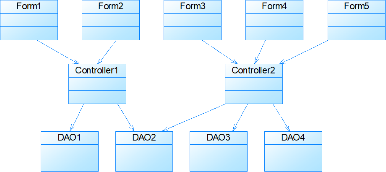 Form1 Form2 Form3 Form4 Form5
Controller1 Controller2
DAO1 DAO2 DAO3 DAO4